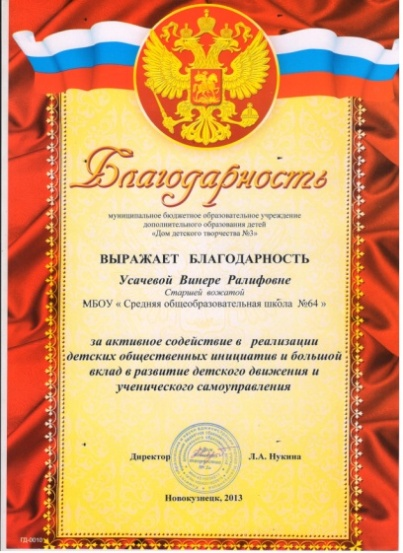 Благодарность
муниципальное бюджетное образовательное учреждение
дополнительного образования детей
«Дом детского творчества №3»
ВЫРАЖАЕТ БЛАГОДАРНОСТЬ
Усачевой Винере Ралифовне
Старшей вожатой
МБОУ « Средняя общеобразовательная школа №64 »
за активное содействие в реализации
детских общественных инициатив и большой
вклад в развитие детского движения и
ученического самоуправления
Директор Л.А. Нукина
Новокузнецк, 2013